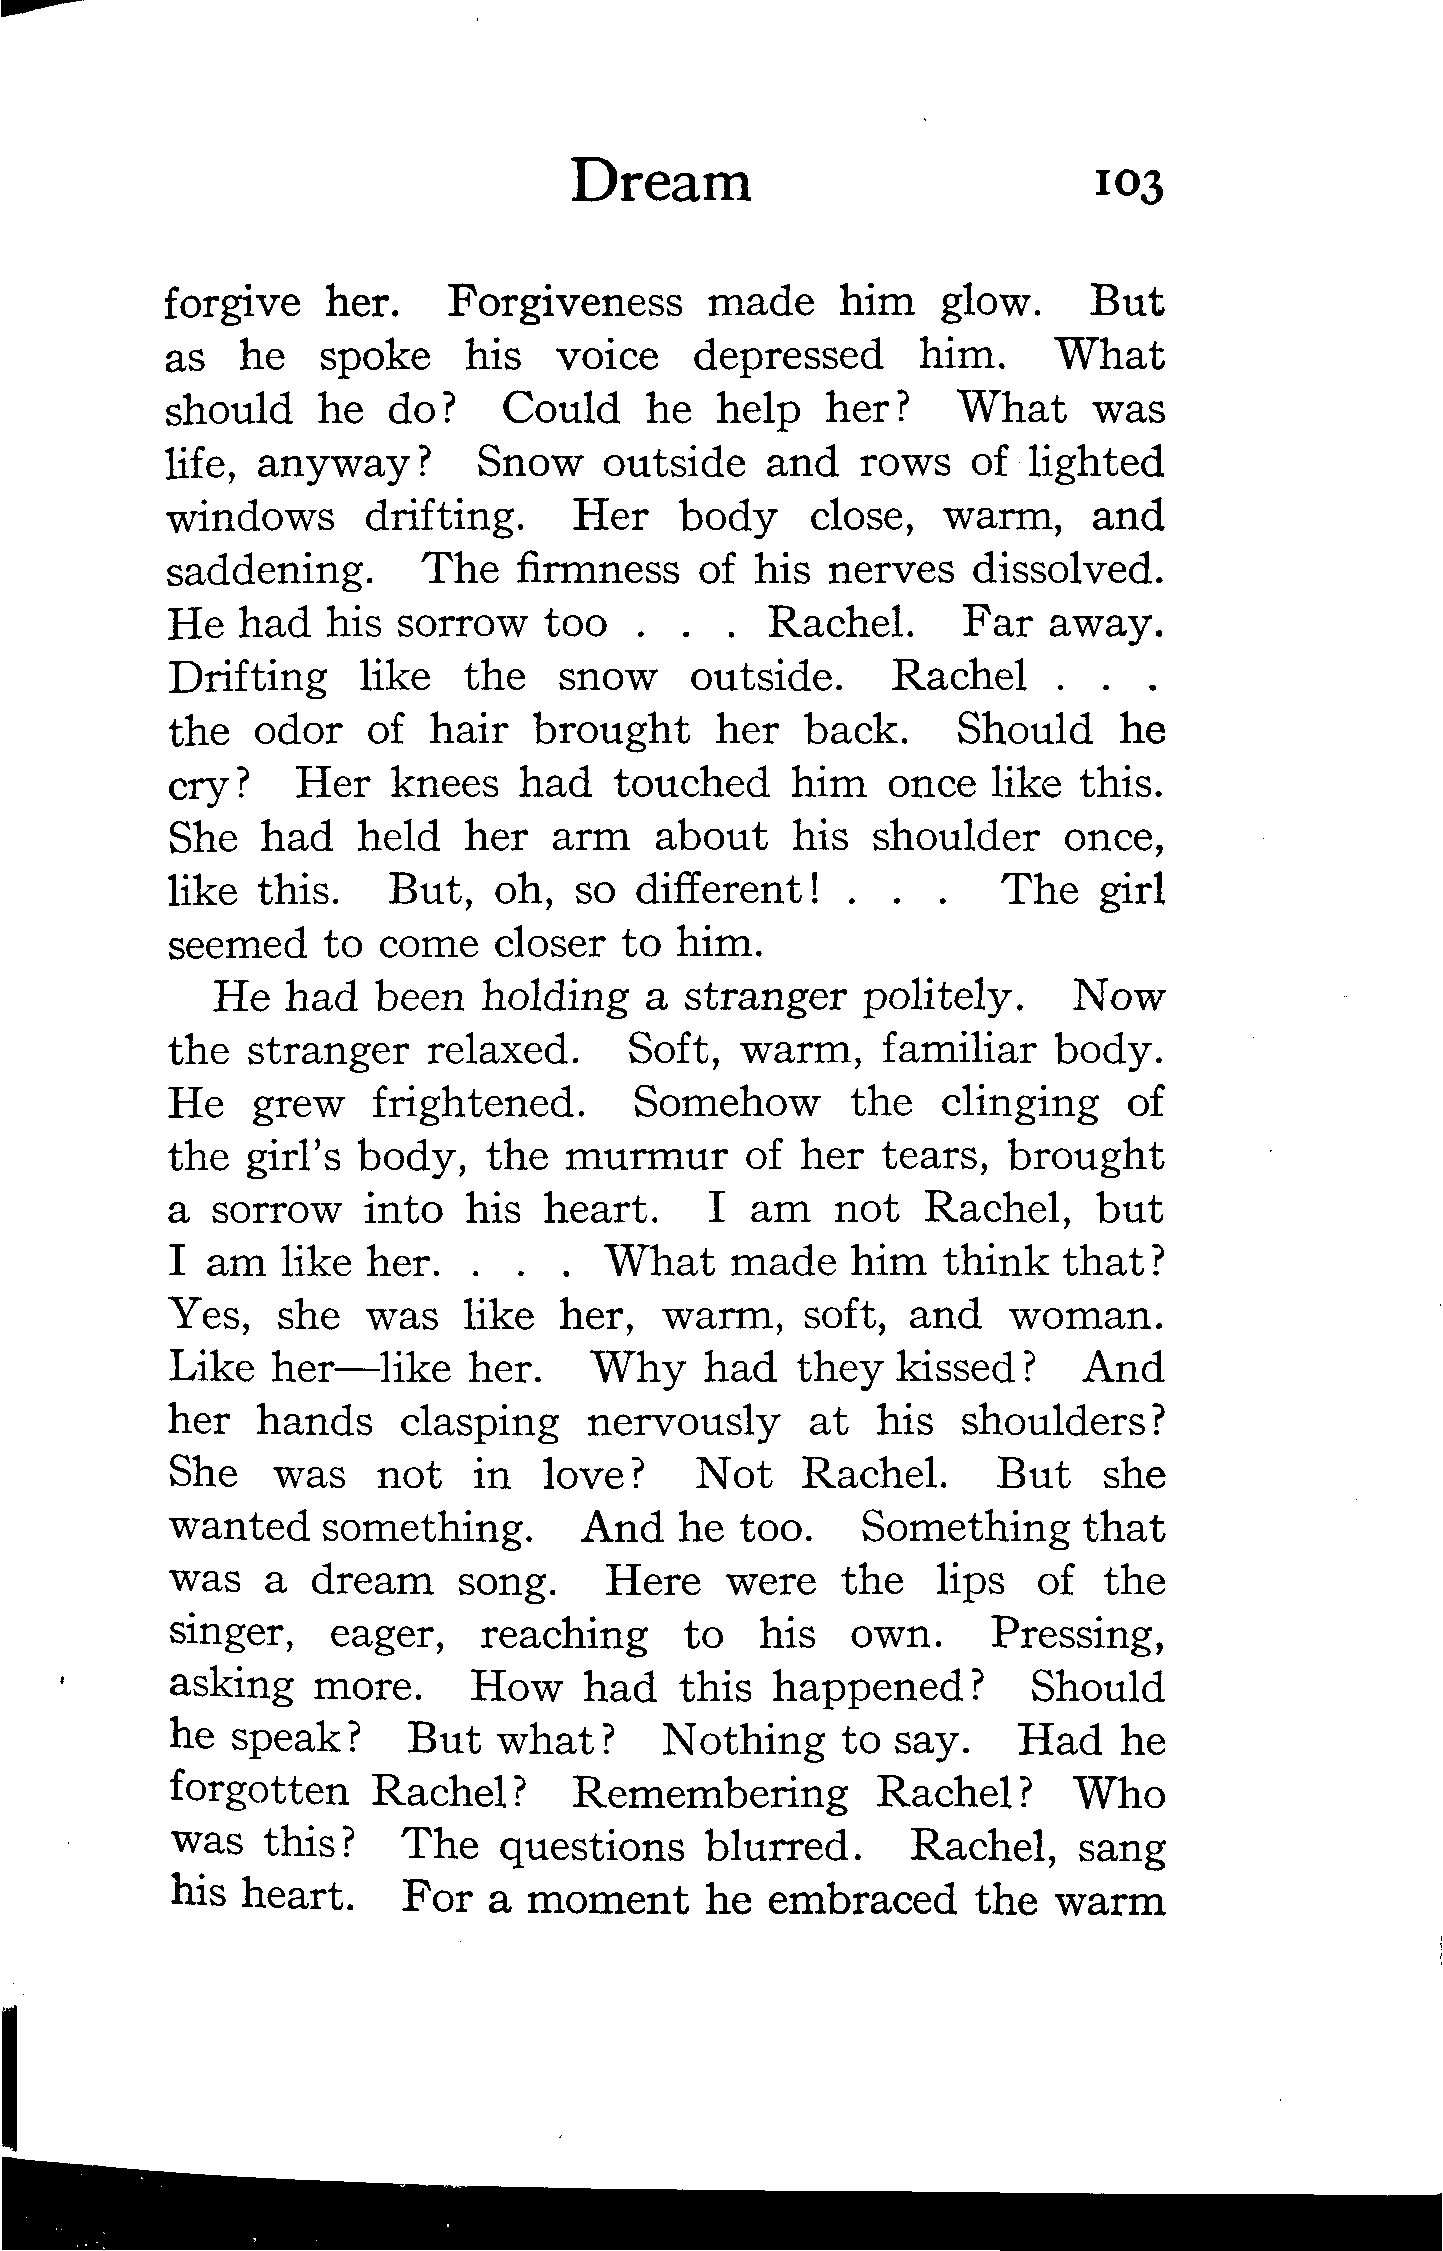 Dream 103
forgive her. Forgiveness made him glow. But
as he spoke his voice depressed him. What
should he do? Could he help her? What was
life, anyway? Snow outside and rows of lighted
windows drifting. Her body close, warm, and
saddening. The firmness of his nerves dissolved.
He had his sorrow too . . . Rachel. Far away.
Drifting like the snow outside. Rachel . . .
the odor of hair brought her back. Should he
cry? Her knees had touched him once like this.
She had held her arm about his shoulder once,
like this. But, oh, so different! . . . The girl
seemed to come closer to him.
He had been holding a stranger politely. Now
the stranger relaxed. Soft, warm, familiar body.
He grew frightened. Somehow the clinging of
the girl's body, the murmur of her tears, brought
a sorrow into his heart. I am not Rachel, but
I am like her. . . . What made him think that?
Yes, she was like her, warm, soft, and woman.
Like her—like her. Why had they kissed? And
her hands clasping nervously at his shoulders?
She was not in love? Not Rachel. But she
wanted something. And he too. Something that
was a dream song. Here were the lips of the
singer, eager, reaching to his own. Pressing,
asking more. How had this happened? Should
he speak? But what? Nothing to say. Had he
forgotten Rachel? Remembering Rachel? Who
was this? The questions blurred. Rachel, sang
his heart. For a moment he embraced the warm